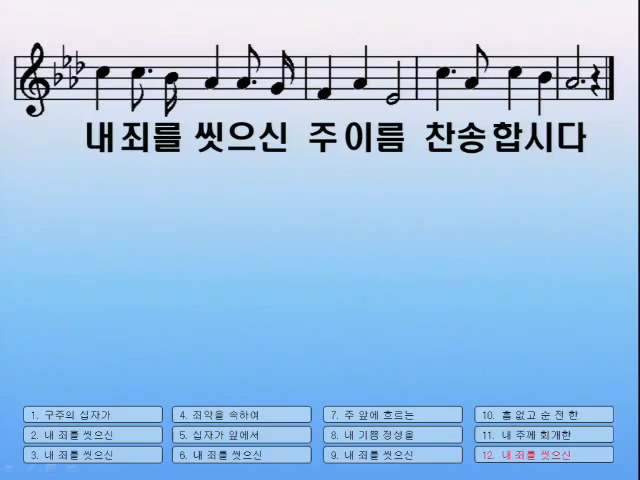 내 죄를 씻으신 주 이름 찬송합시다
1. 구주의 십자가
2. 내 죄를 씻으신
3. 내 죄를 씻으신
4. 죄악을 속하여
5. 십자가 앞에서
6. 내 죄를 씻으신
7. 주 앞에 흐르는
8. 내 기쁨 정성을
9. 내 죄를 씻으신
10. 흠 없고 순 전 한
11. 내 주께 회개한
12. 내 죄를 씻으신